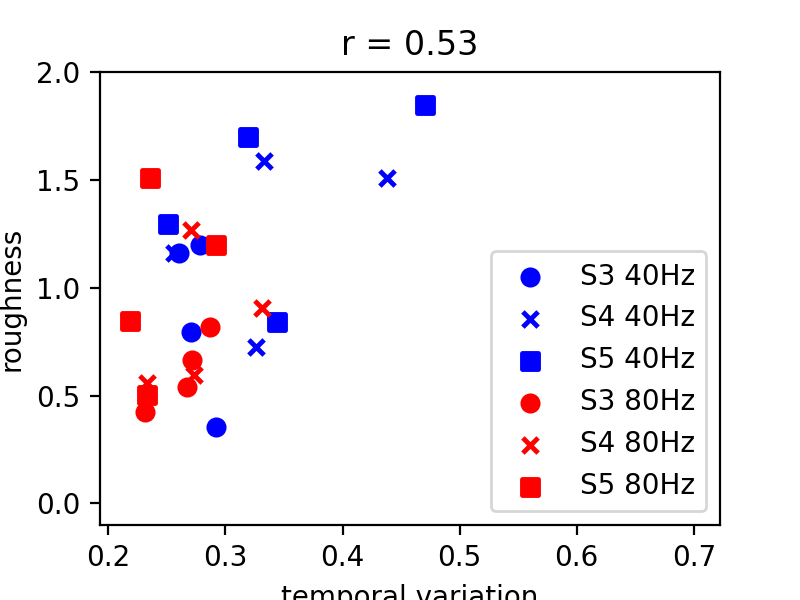 r = 0.53
2.0
1.5
1.0
0.5
0.0
roughness
S3 40Hz
S4 40Hz
S5 40Hz
S3 80Hz
S4 80Hz
S5 80Hz
0.2 0.3 0.4 0.5 0.6 0.7
temporal variation